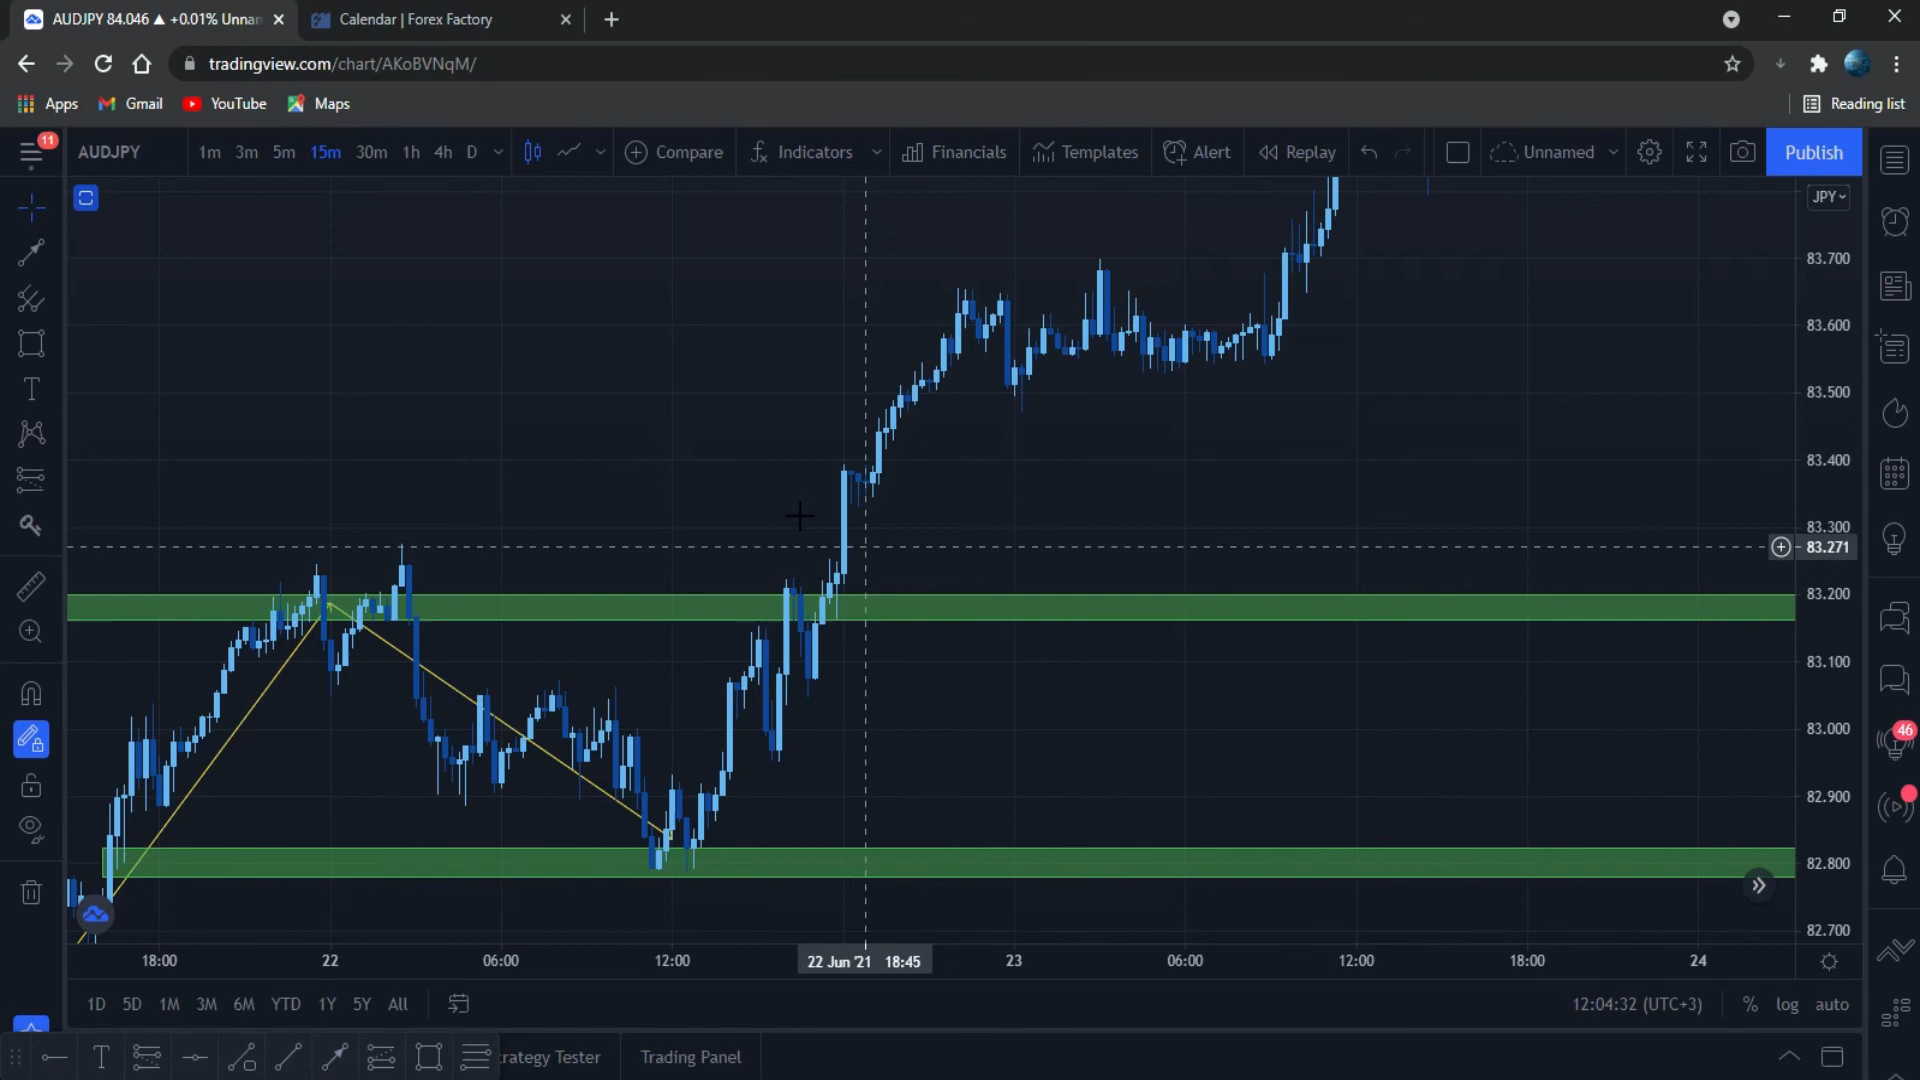 AUDJPY 84.046 ▲ +0.01% Unnam
Calendar | Forex Factory
tradingview.com/chart/AKoBVNqM/
Apps Gmail YouTube Maps Reading list
11
AUDJPY 1m 3m 5m 15m 30m 1h 4h D Compare Indicators Financials Templates Alert Replay Unnamed Publish
JPY
83.700
83.600
83.500
83.400
83.300
83.271
83.200
83.100
83.000
46
82.900
82.800
82.700
18:00 22 06:00 12:00 22 Jun '21 18:45 23 06:00 12:00 18:00 24
1D 5D 1M 3M 6M YTD 1Y 5Y All 12:04:32 (UTC+3) % log auto
trategy Tester Trading Panel